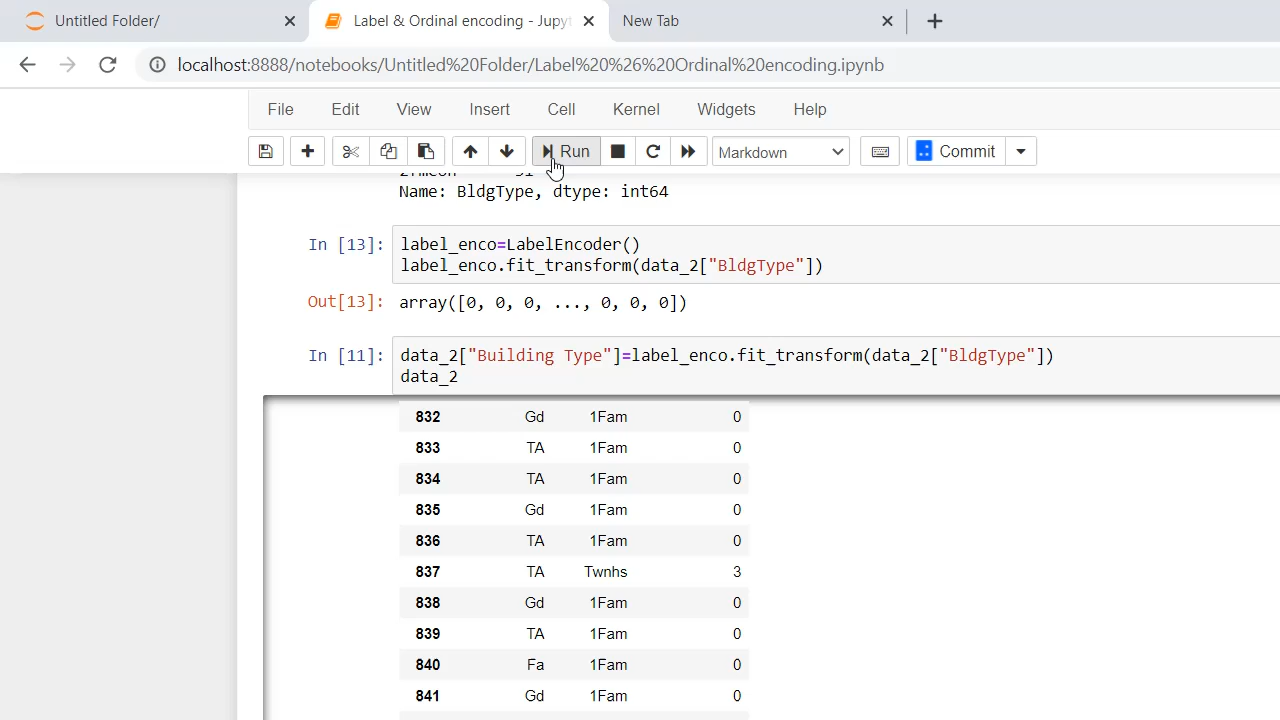 Untitled Folder/
Label & Ordinal encoding - Jupyt
New Tab
localhost:8888/notebooks/Untitled%20Folder/Label%20%26%20Ordinal%20encoding.ipynb
File Edit View Insert Cell Kernel Widgets Help
Run Markdown Commit
Name: BldgType, dtype: int64
In [13]: label_enco=LabelEncoder()
label_enco.fit_transform(data_2["BldgType"])
Out[13]: array([0, 0, 0, ..., 0, 0, 0])
In [11]: data_2["Building Type"]=label_enco.fit_transform(data_2["BldgType"])
data_2
832 Gd 1Fam 0
833 TA 1Fam 0
834 TA 1Fam 0
835 Gd 1Fam 0
836 TA 1Fam 0
837 TA Twnhs 3
838 Gd 1Fam 0
839 TA 1Fam 0
840 Fa 1Fam 0
841 Gd 1Fam 0